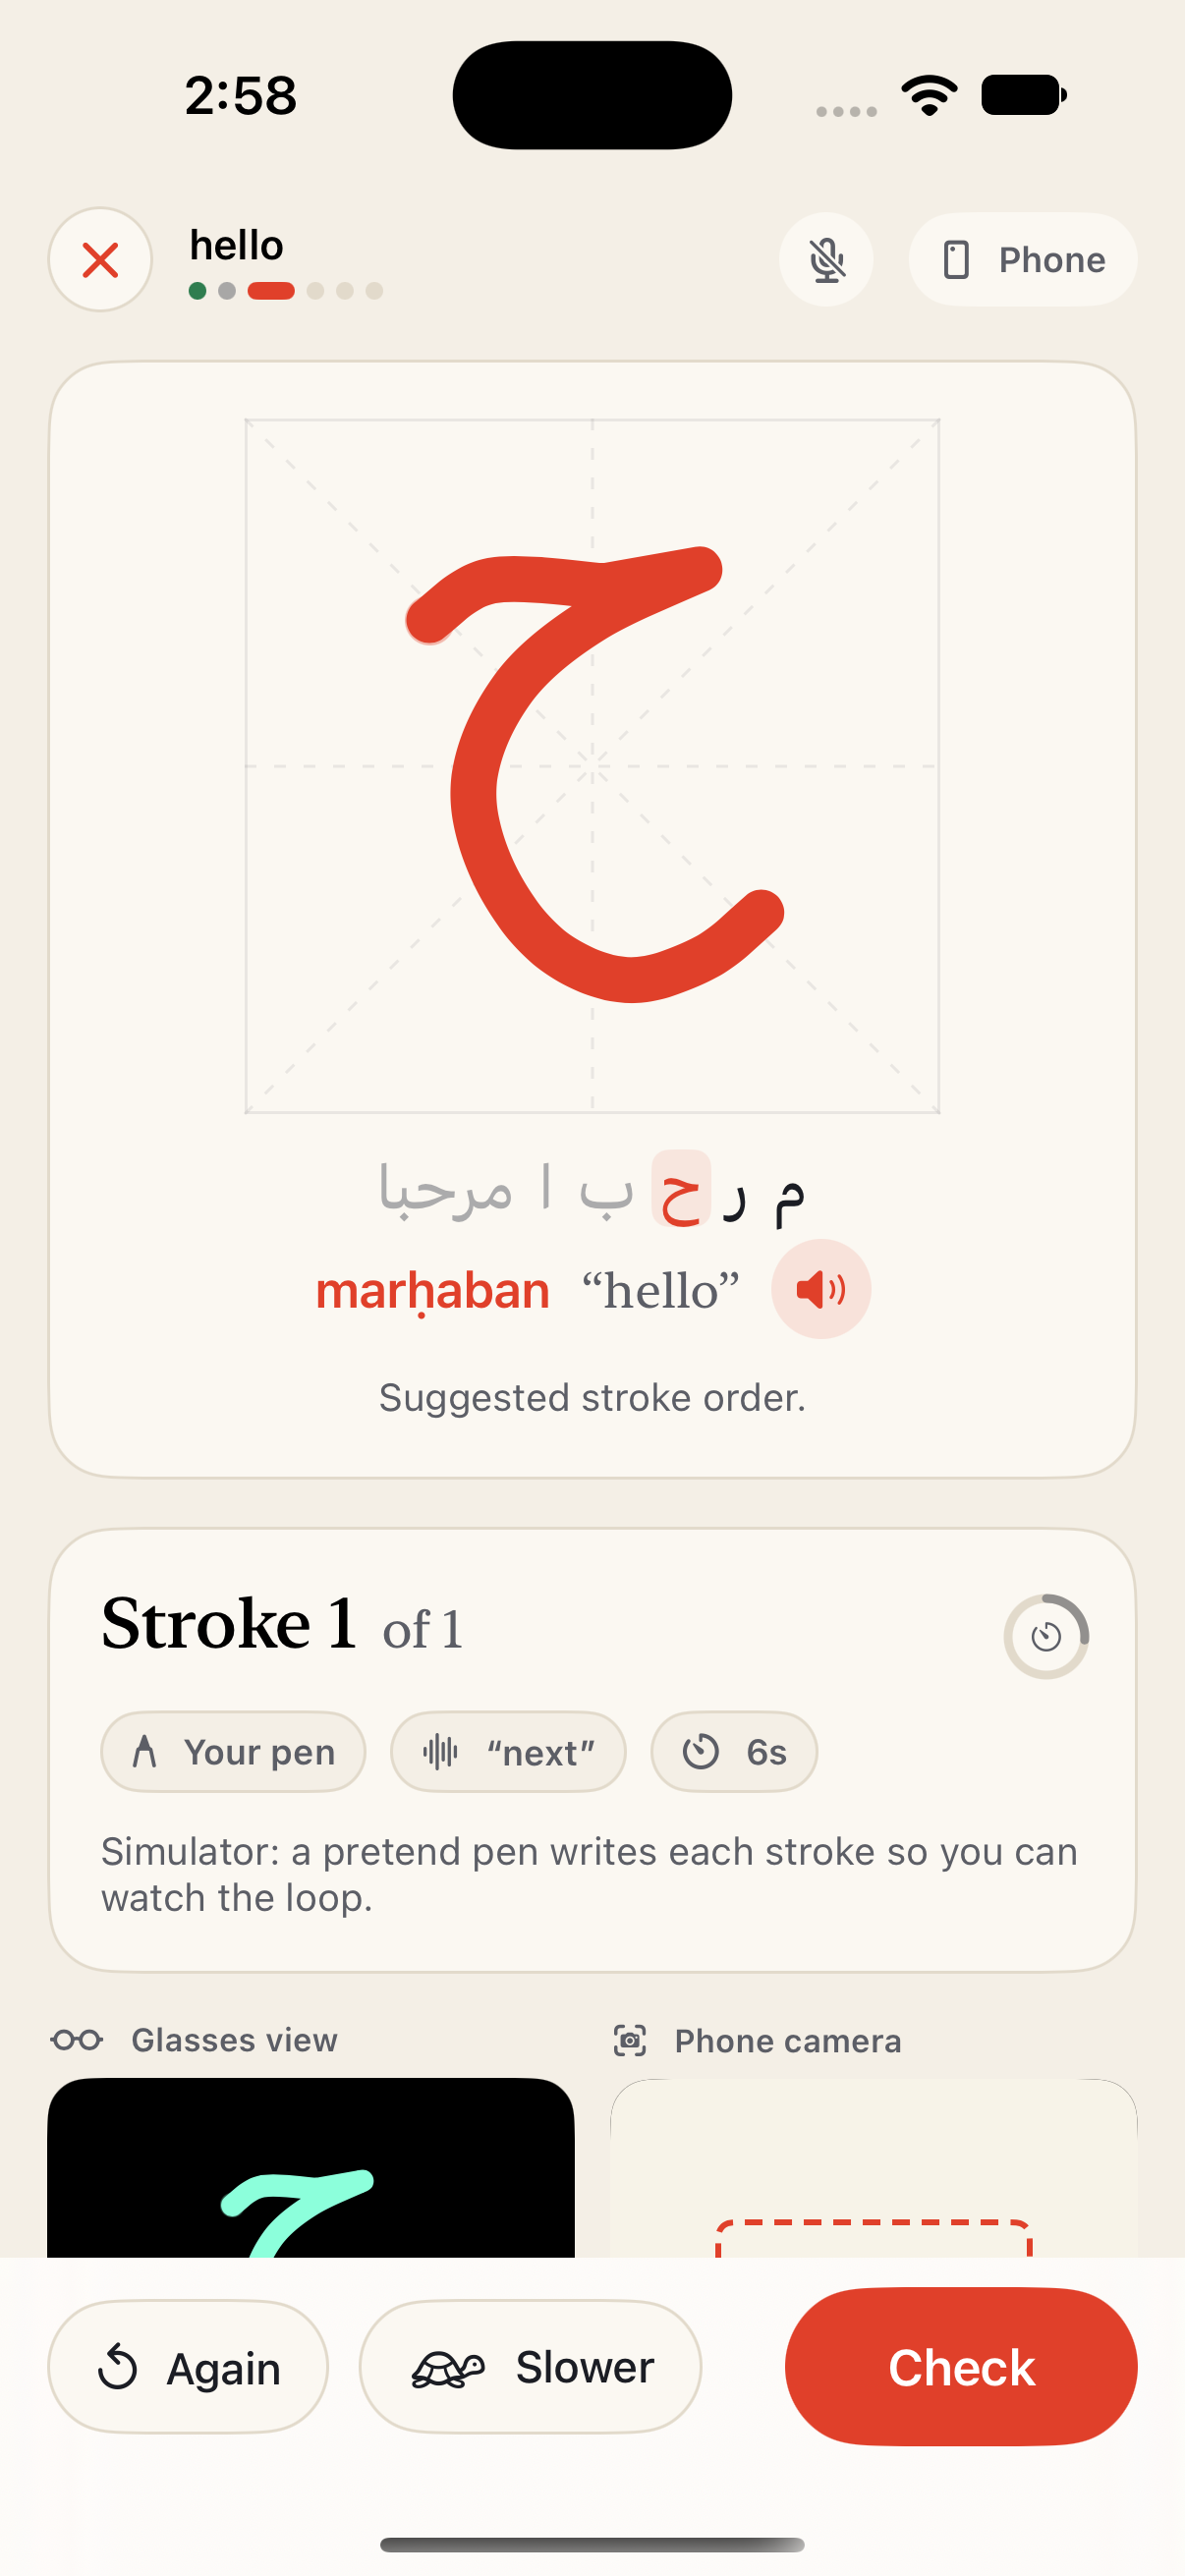 2:58
hello
Phone
ح
م ر ح ب ا مرحبا
marḥaban “hello”
Suggested stroke order.
Stroke 1 of 1
Your pen “next” 6s
Simulator: a pretend pen writes each stroke so you can
watch the loop.
Glasses view
Phone camera
Again
Slower
Check